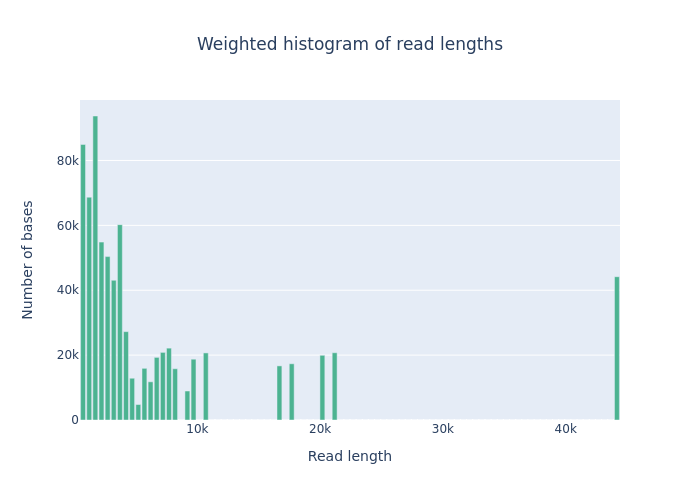 Weighted histogram of read lengths
Number of bases
80k
60k
40k
20k
0
10k 20k 30k 40k
Read length